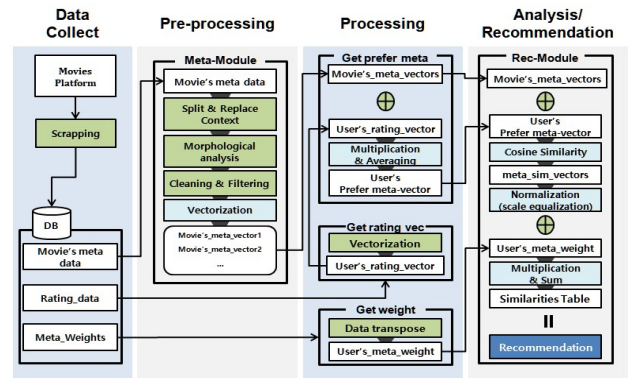 Data
Collect
Pre-processing
Processing
Analysis/
Recommendation
Movies
Platform
Scrapping
DB
Movie's meta
data
Rating_data
Meta_Weights
Meta-Module
Movie's meta data
Split & Replace
Context
Morphological
analysis
Cleaning & Filtering
Vectorization
Movie's_meta_vector1
Movie's_meta_vector2
...
Get prefer meta
Movie's_meta_vectors
User's_rating_vector
Multiplication
& Averaging
User's
Prefer meta-vector
Get rating vec
Vectorization
User's_rating_vector
Get weight
Data transpose
User's_meta_weight
Rec-Module
Movie's_meta_vectors
User's
Prefer meta-vector
Cosine Similarity
meta_sim_vectors
Normalization
(scale equalization)
User's_meta_weight
Multiplication
& Sum
Similarities Table
Recommendation